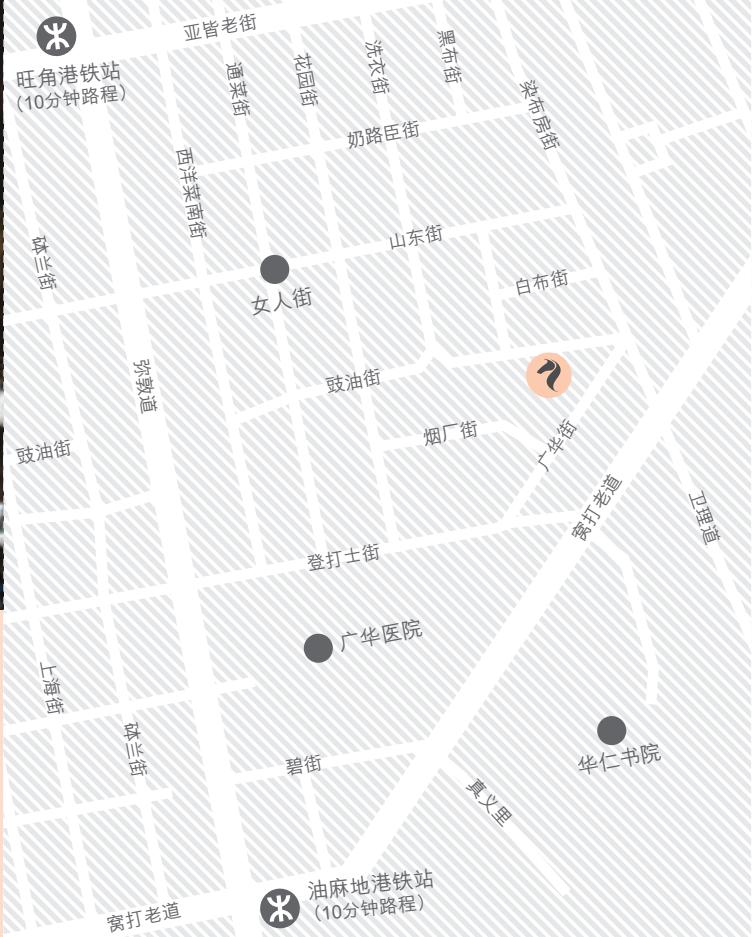 亚皆老街
旺角港铁站
（10分钟路程）
通菜街
花园街
洗衣街
黑布街
染布房街
奶路臣街
西洋菜南街
山东街
砵兰街
女人街
白布街
弥敦道
豉油街
豉油街
烟厂街
广华街
窝打老道
卫理道
登打士街
广华医院
上海街
砵兰街
碧街
华仁书院
真义里
油麻地港铁站
（10分钟路程）
窝打老道